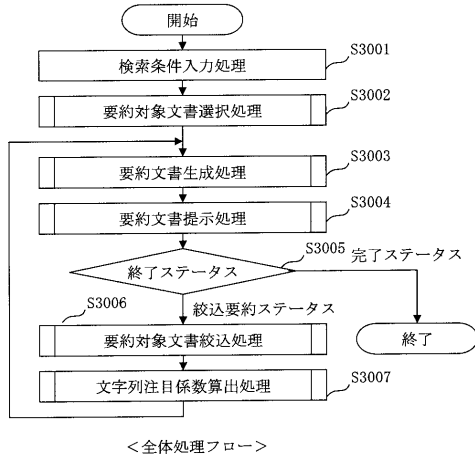 開始
検索条件入力処理
S3001
要約対象文書選択処理
S3002
要約文書生成処理
S3003
要約文書提示処理
S3004
終了ステータス
S3005
完了ステータス
絞込要約ステータス
終了
S3006
要約対象文書絞込処理
文字列注目係数算出処理
S3007
＜全体処理フロー＞